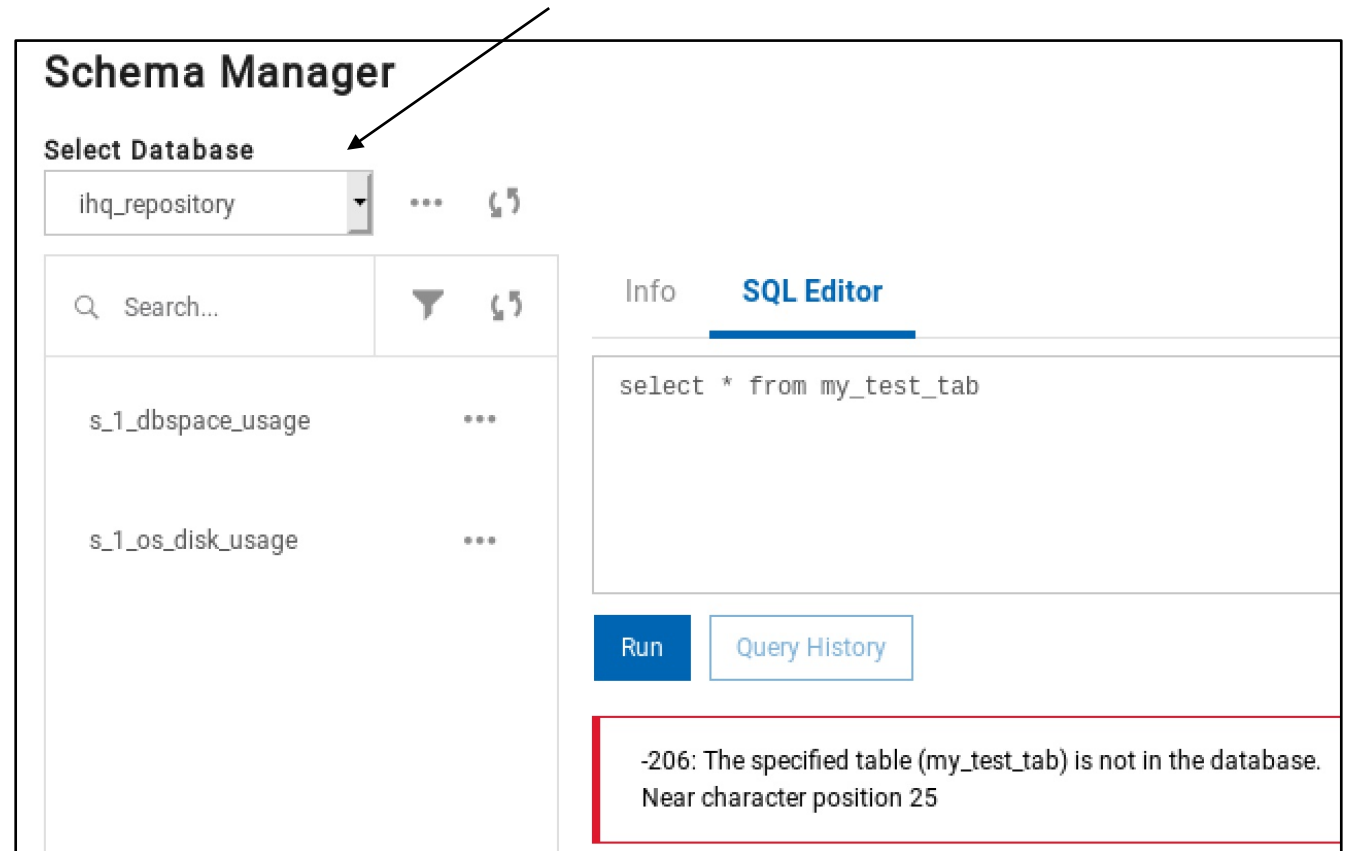 Schema Manager
Select Database
ihq_repository
Search...
s_1_dbspace_usage
s_1_os_disk_usage
Info SQL Editor
select * from my_test_tab
Run Query History
-206: The specified table (my_test_tab) is not in the database.
Near character position 25